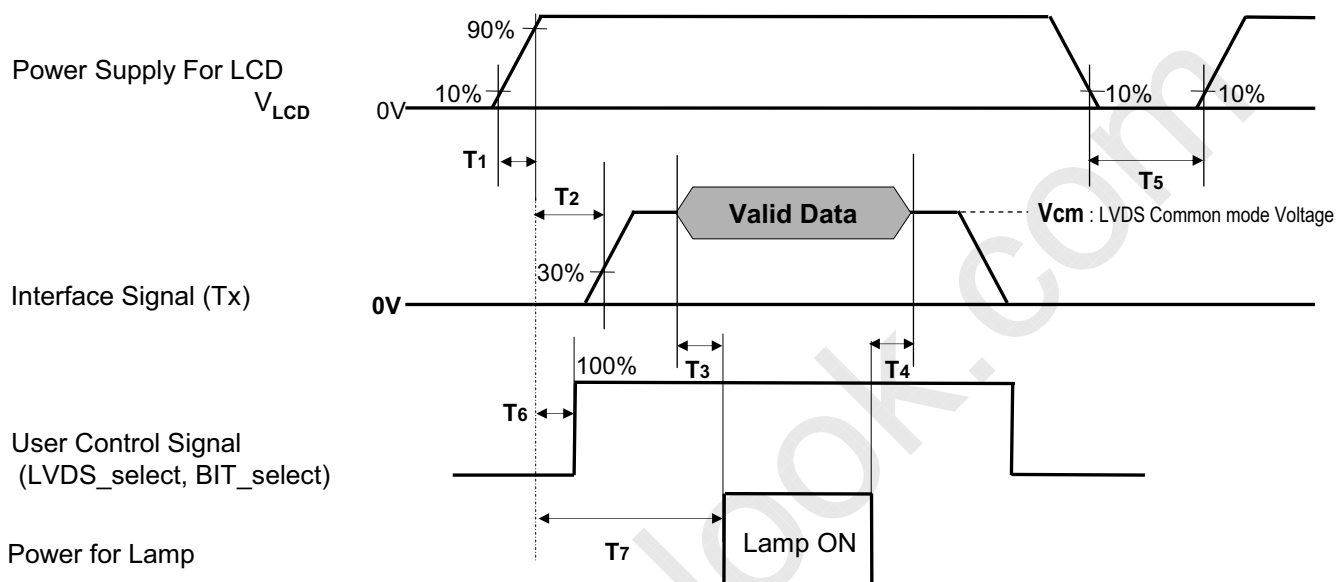 90%
Power Supply For LCD
VLCD
10%
0V
10%
10%
T1
T2
T5
Valid Data
Vcm : LVDS Common mode Voltage
30%
Interface Signal (Tx)
0V
100%
T3
T4
T6
User Control Signal
(LVDS_select, BIT_select)
T7
Lamp ON
Power for Lamp
look.com